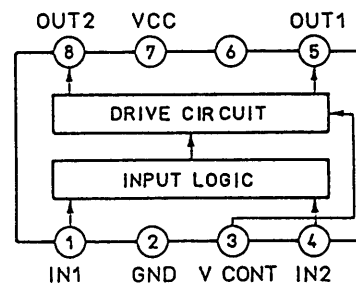 OUT2 VCC OUT1
8 7 6 5
DRIVE CIRCUIT
INPUT LOGIC
1 2 3 4
IN1 GND V CONT IN2